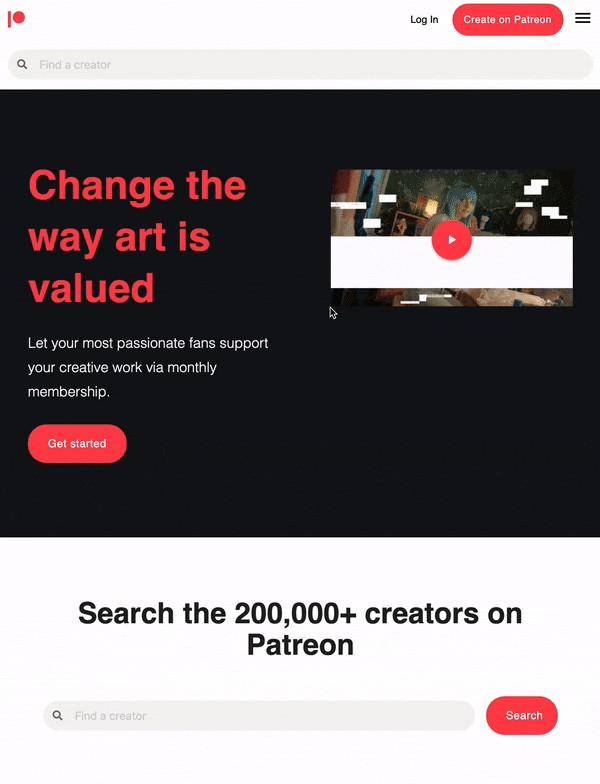 Log In
Create on Patreon
Find a creator
Change the
way art is
valued
Let your most passionate fans support
your creative work via monthly
membership.
Get started
Search the 200,000+ creators on
Patreon
Find a creator
Search